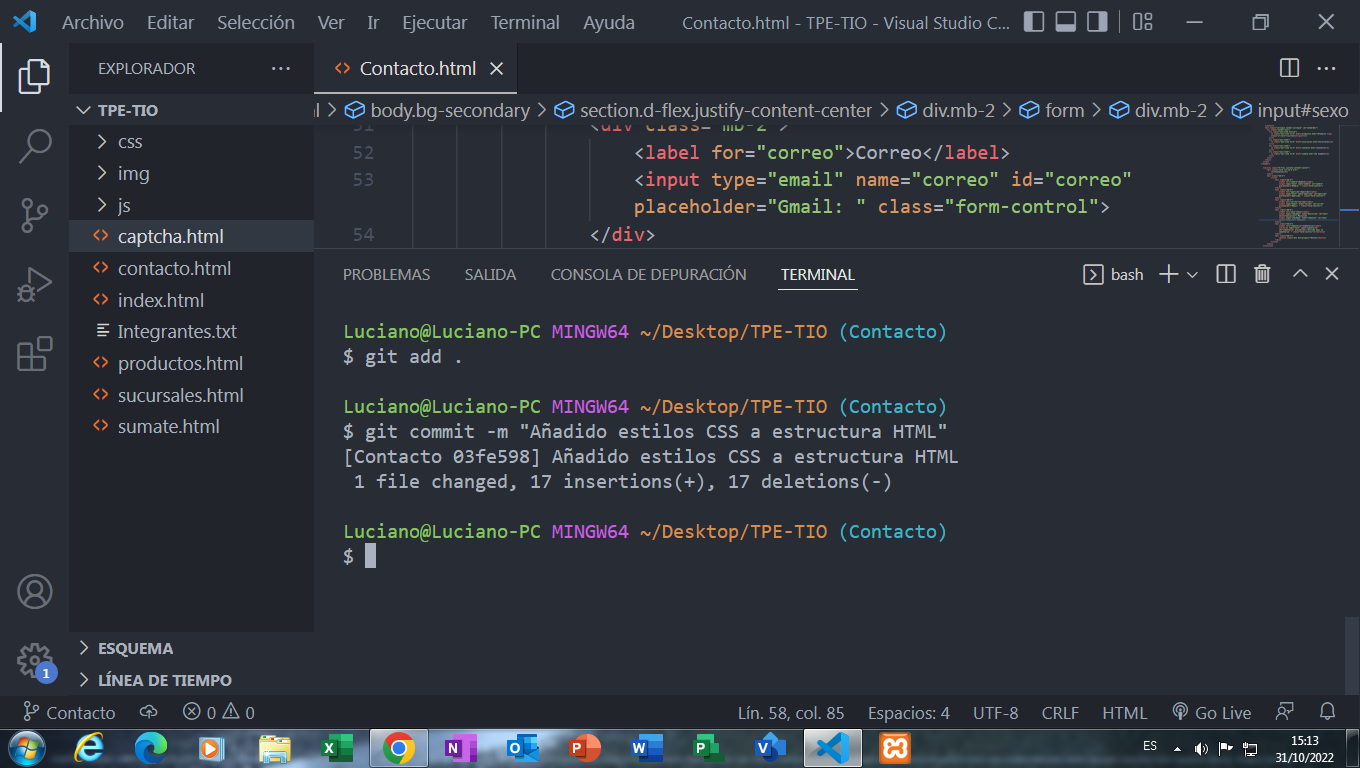 Archivo Editar Selección Ver Ir Ejecutar Terminal Ayuda Contacto.html - TPE-TIO - Visual Studio C...
EXPLORADOR
Contacto.html
TPE-TIO
css
img
js
captcha.html
contacto.html
index.html
Integrantes.txt
productos.html
sucursales.html
sumate.html
ESQUEMA
LÍNEA DE TIEMPO
body.bg-secondary > section.d-flex.justify-content-center > div.mb-2 > form > div.mb-2 > input#sexo
51 <div class="mb-2">
52 <label for="correo">Correo</label>
53 <input type="email" name="correo" id="correo"
placeholder="Gmail: " class="form-control">
54 </div>
PROBLEMAS SALIDA CONSOLA DE DEPURACIÓN TERMINAL bash
Luciano@Luciano-PC MINGW64 ~/Desktop/TPE-TIO (Contacto)
$ git add .
Luciano@Luciano-PC MINGW64 ~/Desktop/TPE-TIO (Contacto)
$ git commit -m "Añadido estilos CSS a estructura HTML"
[Contacto 03fe598] Añadido estilos CSS a estructura HTML
1 file changed, 17 insertions(+), 17 deletions(-)
Luciano@Luciano-PC MINGW64 ~/Desktop/TPE-TIO (Contacto)
$
1
Contacto 0 0 Lín. 58, col. 85 Espacios: 4 UTF-8 CRLF HTML Go Live
ES 15:13
31/10/2022